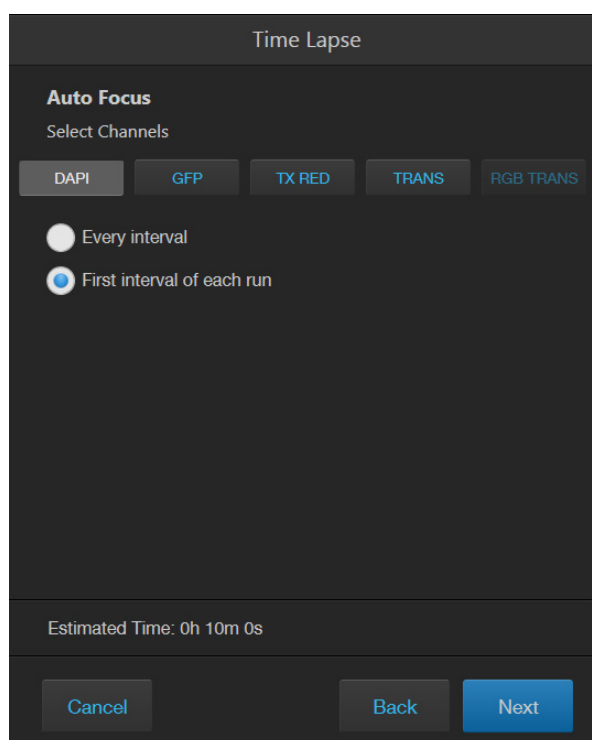 Time Lapse
Auto Focus
Select Channels
DAPI GFP TX RED TRANS RGB TRANS
Every interval
First interval of each run
Estimated Time: 0h 10m 0s
Cancel Back Next